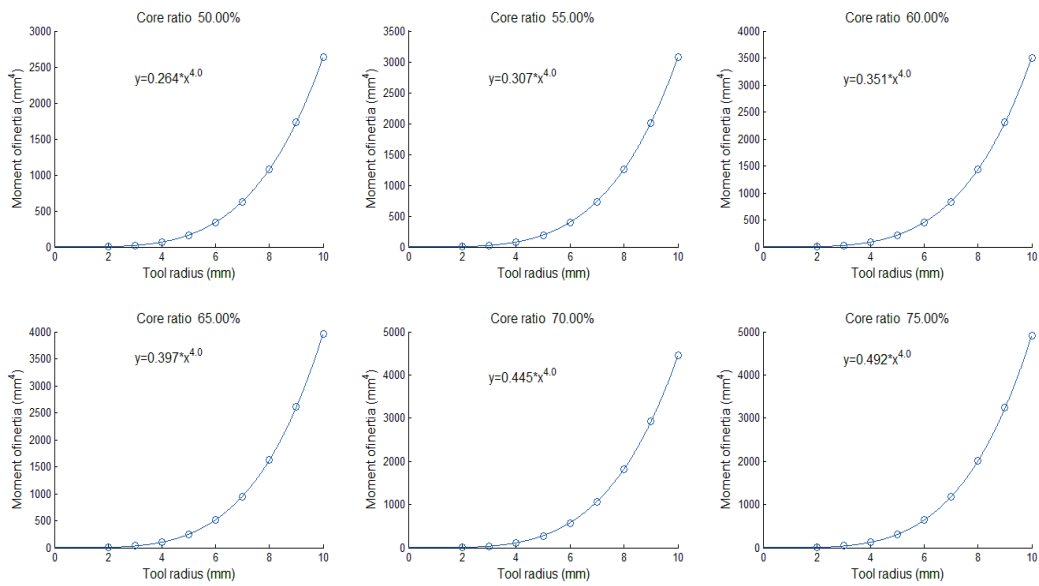 Core ratio 50.00%
y=0.264*x^4.0
Moment ofinertia (mm^4)
3000
2500
2000
1500
1000
500
0
0 2 4 6 8 10
Tool radius (mm)
Core ratio 55.00%
y=0.307*x^4.0
Moment ofinertia (mm^4)
3500
3000
2500
2000
1500
1000
500
0
0 2 4 6 8 10
Tool radius (mm)
Core ratio 60.00%
y=0.351*x^4.0
Moment ofinertia (mm^4)
4000
3500
3000
2500
2000
1500
1000
500
0
0 2 4 6 8 10
Tool radius (mm)
Core ratio 65.00%
y=0.397*x^4.0
Moment ofinertia (mm^4)
4000
3500
3000
2500
2000
1500
1000
500
0
0 2 4 6 8 10
Tool radius (mm)
Core ratio 70.00%
y=0.445*x^4.0
Moment ofinertia (mm^4)
5000
4000
3000
2000
1000
0
0 2 4 6 8 10
Tool radius (mm)
Core ratio 75.00%
y=0.492*x^4.0
Moment ofinertia (mm^4)
5000
4000
3000
2000
1000
0
0 2 4 6 8 10
Tool radius (mm)